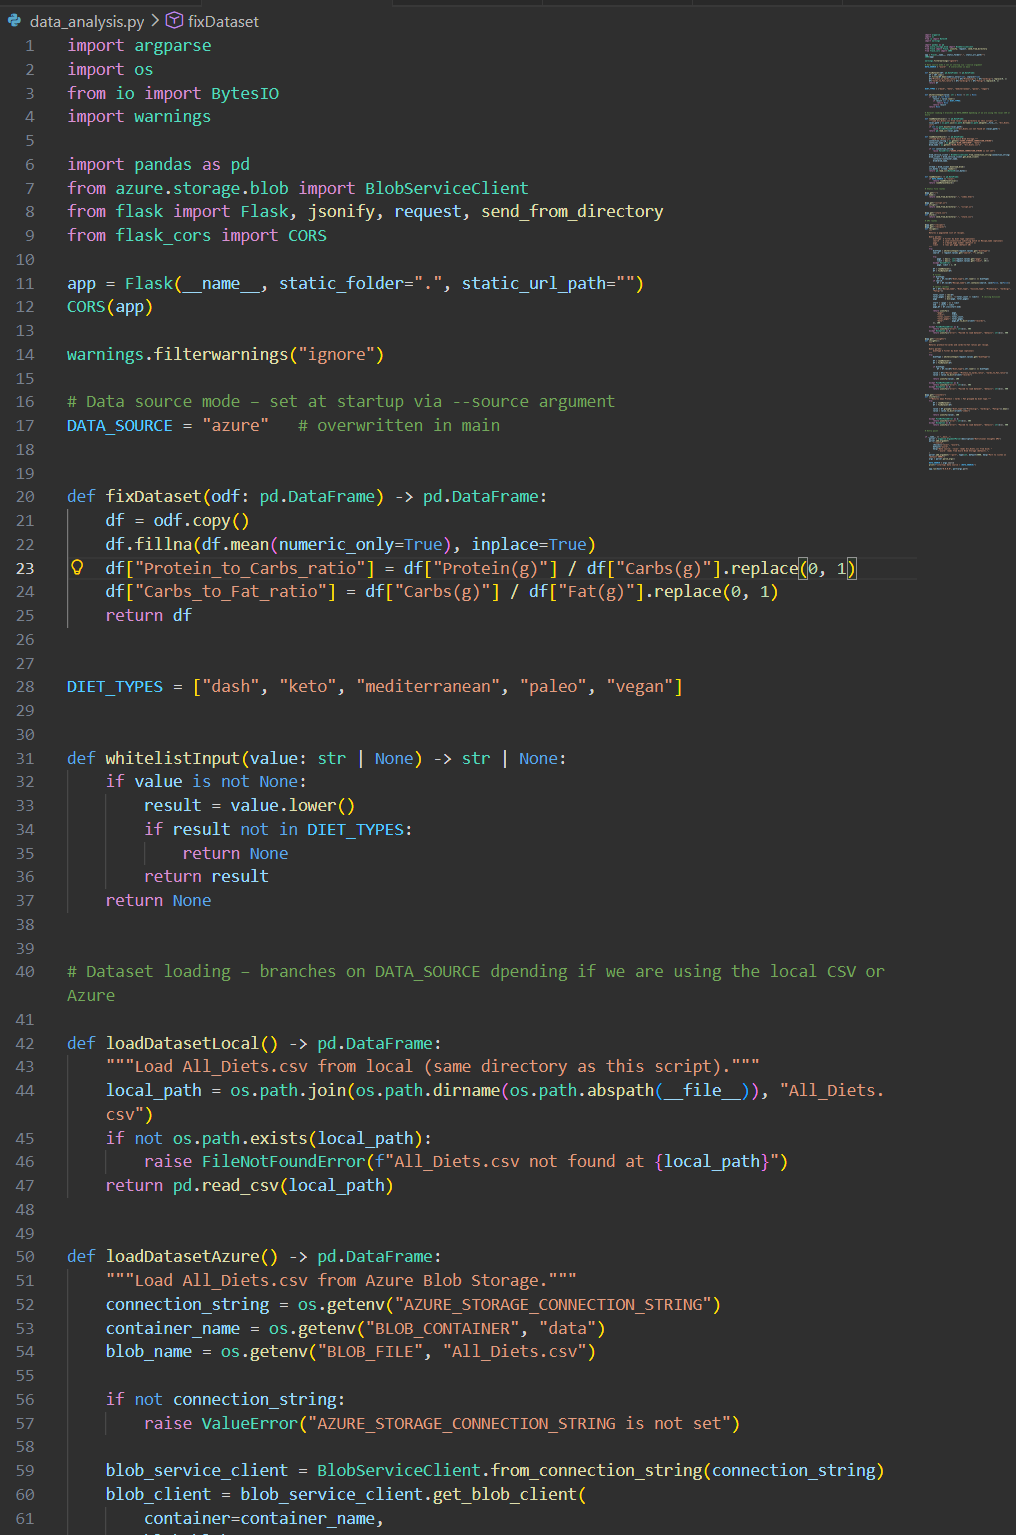 data_analysis.py > fixDataset
1 import argparse
2 import os
3 from io import BytesIO
4 import warnings
5
6 import pandas as pd
7 from azure.storage.blob import BlobServiceClient
8 from flask import Flask, jsonify, request, send_from_directory
9 from flask_cors import CORS
10
11 app = Flask(__name__, static_folder=".", static_url_path="")
12 CORS(app)
13
14 warnings.filterwarnings("ignore")
15
16 # Data source mode – set at startup via --source argument
17 DATA_SOURCE = "azure"   # overwritten in main
18
19
20 def fixDataset(odf: pd.DataFrame) -> pd.DataFrame:
21     df = odf.copy()
22     df.fillna(df.mean(numeric_only=True), inplace=True)
23     df["Protein_to_Carbs_ratio"] = df["Protein(g)"] / df["Carbs(g)"].replace(0, 1)
24     df["Carbs_to_Fat_ratio"] = df["Carbs(g)"] / df["Fat(g)"].replace(0, 1)
25     return df
26
27
28 DIET_TYPES = ["dash", "keto", "mediterranean", "paleo", "vegan"]
29
30
31 def whitelistInput(value: str | None) -> str | None:
32     if value is not None:
33         result = value.lower()
34         if result not in DIET_TYPES:
35             return None
36         return result
37     return None
38
39
40 # Dataset loading – branches on DATA_SOURCE dpending if we are using the local CSV or
Azure
41
42 def loadDatasetLocal() -> pd.DataFrame:
43     """Load All_Diets.csv from local (same directory as this script)."""
44     local_path = os.path.join(os.path.dirname(os.path.abspath(__file__)), "All_Diets.
csv")
45     if not os.path.exists(local_path):
46         raise FileNotFoundError(f"All_Diets.csv not found at {local_path}")
47     return pd.read_csv(local_path)
48
49
50 def loadDatasetAzure() -> pd.DataFrame:
51     """Load All_Diets.csv from Azure Blob Storage."""
52     connection_string = os.getenv("AZURE_STORAGE_CONNECTION_STRING")
53     container_name = os.getenv("BLOB_CONTAINER", "data")
54     blob_name = os.getenv("BLOB_FILE", "All_Diets.csv")
55
56     if not connection_string:
57         raise ValueError("AZURE_STORAGE_CONNECTION_STRING is not set")
58
59     blob_service_client = BlobServiceClient.from_connection_string(connection_string)
60     blob_client = blob_service_client.get_blob_client(
61         container=container_name,